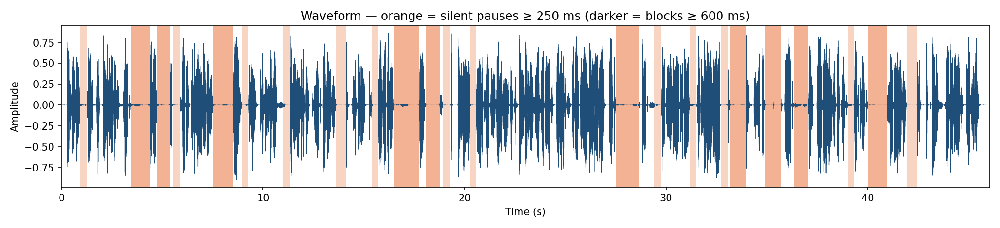 Waveform — orange = silent pauses ≥ 250 ms (darker = blocks ≥ 600 ms)
0.75
0.50
0.25
0.00
−0.25
−0.50
−0.75
Amplitude
0 10 20 30 40
Time (s)